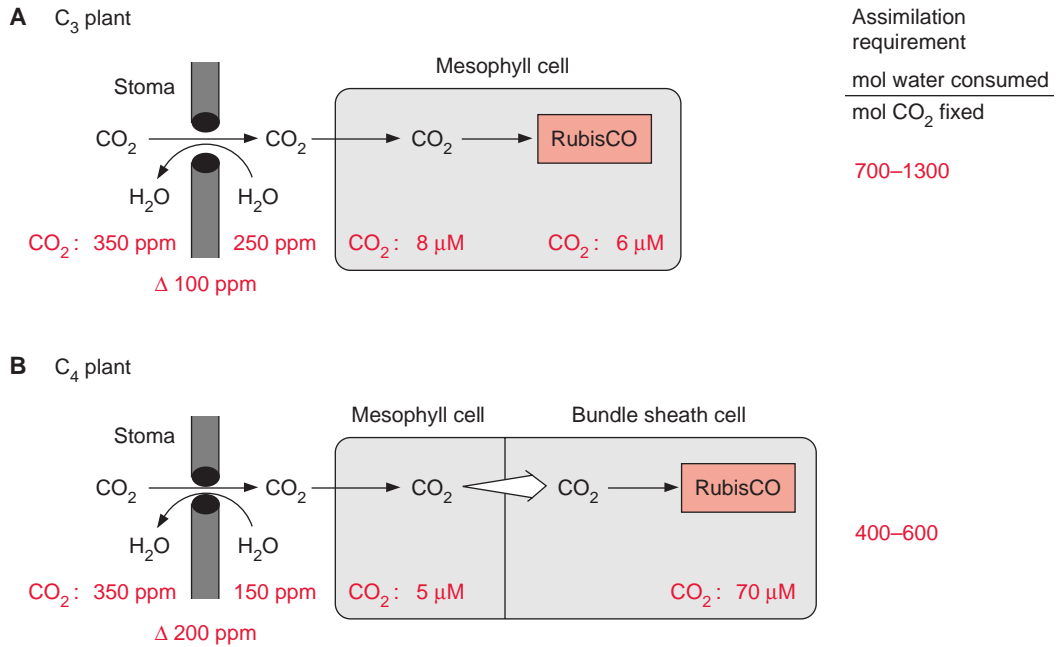 A C₃ plant
Assimilation
requirement
mol water consumed
mol CO₂ fixed
Stoma
Mesophyll cell
CO₂ CO₂ CO₂ RubisCO
H₂O H₂O
700–1300
CO₂: 350 ppm 250 ppm CO₂: 8 μM CO₂: 6 μM
Δ 100 ppm
B C₄ plant
Mesophyll cell Bundle sheath cell
Stoma
CO₂ CO₂ CO₂ CO₂ RubisCO
H₂O H₂O
400–600
CO₂: 350 ppm 150 ppm CO₂: 5 μM CO₂: 70 μM
Δ 200 ppm